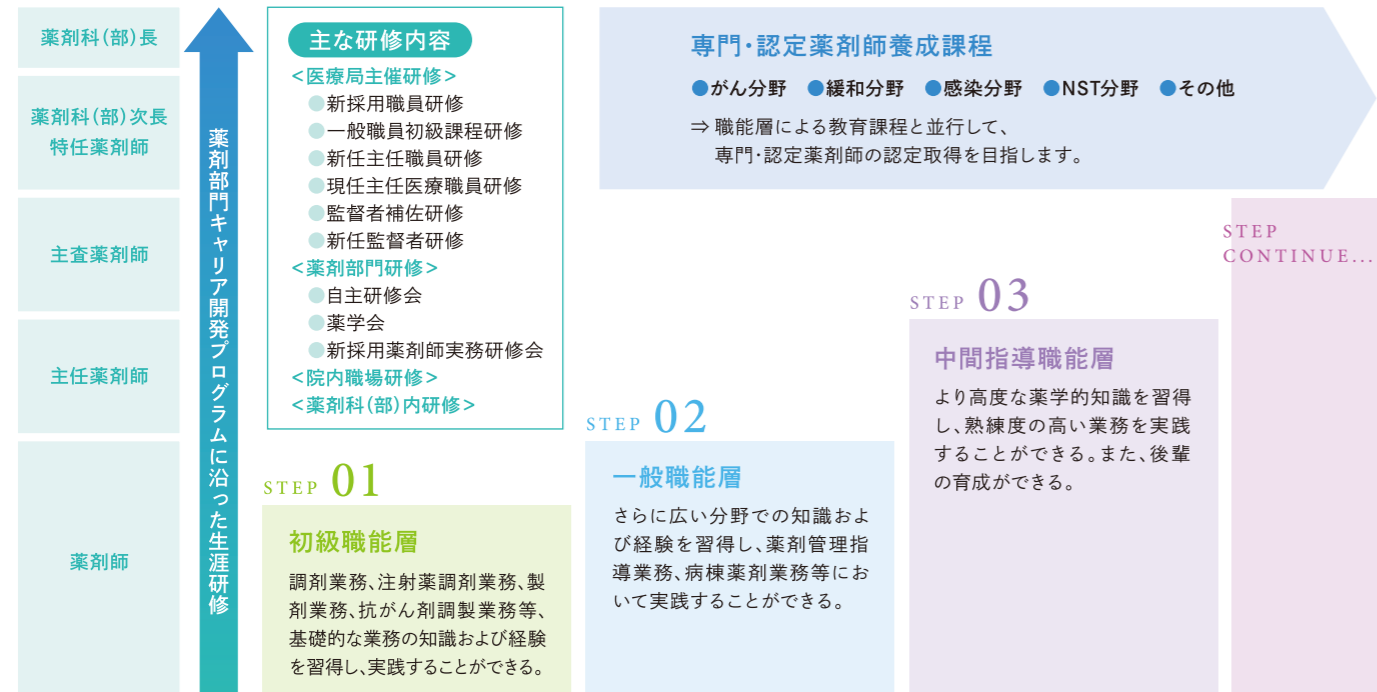 薬剤科（部）長
薬剤科（部）次長
特任薬剤師
主査薬剤師
主任薬剤師
薬剤師
薬剤部門キャリア開発プログラムに沿った生涯研修
主な研修内容
<医療局主催研修>
●新採用職員研修
●一般職員初級課程研修
●新任主任職員研修
●現任主任医療職員研修
●監督者補佐研修
●新任監督者研修
<薬剤部門研修>
●自主研修会
●薬学会
●新採用薬剤師実務研修会
<院内職場研修>
<薬剤科（部）内研修>
専門・認定薬剤師養成課程
●がん分野 ●緩和分野 ●感染分野 ●NST分野 ●その他
⇒ 職能層による教育課程と並行して、
専門・認定薬剤師の認定取得を目指します。
STEP 01
初級職能層
調剤業務、注射薬調剤業務、製
剤業務、抗がん剤調製業務等、
基礎的な業務の知識および経験
を習得し、実践することができる。
STEP 02
一般職能層
さらに広い分野での知識およ
び経験を習得し、薬剤管理指
導業務、病棟薬剤業務等にお
いて実践することができる。
STEP 03
中間指導職能層
より高度な薬学的知識を習得
し、熟練度の高い業務を実践
することができる。また、後輩
の育成ができる。
STEP
CONTINUE...